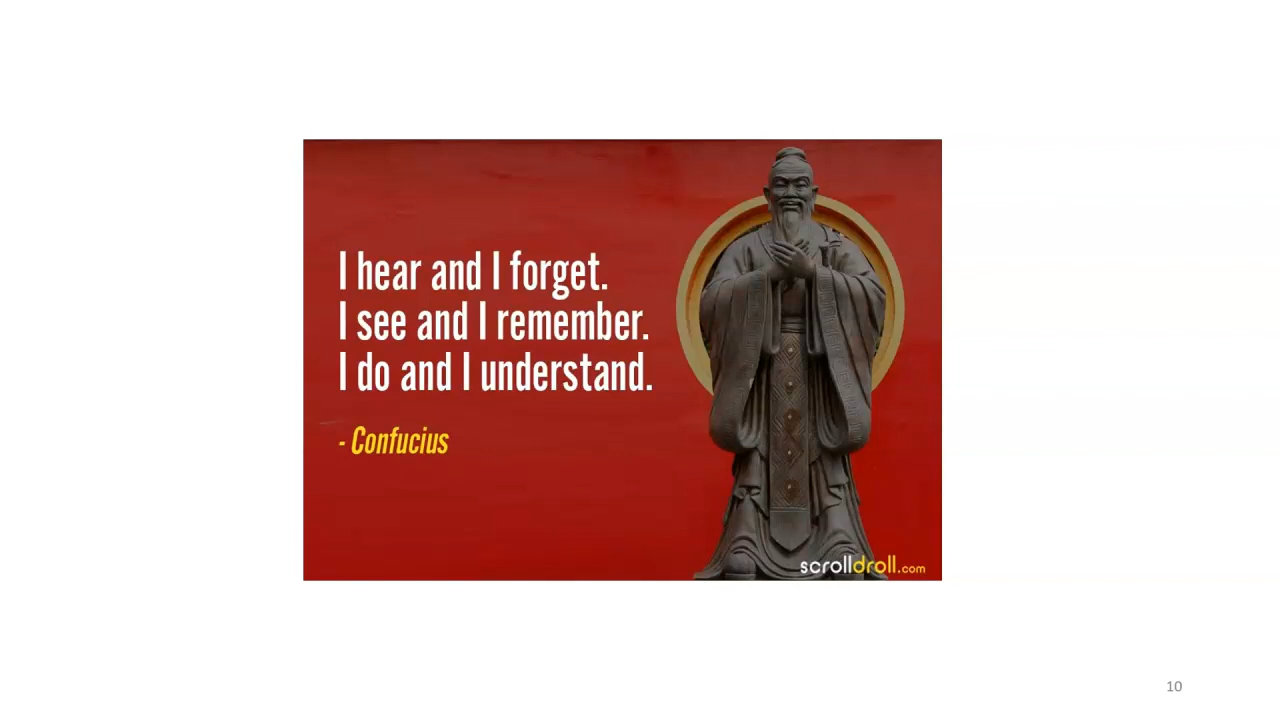 I hear and I forget.
I see and I remember.
I do and I understand.
- Confucius
scrolldroll.com
10